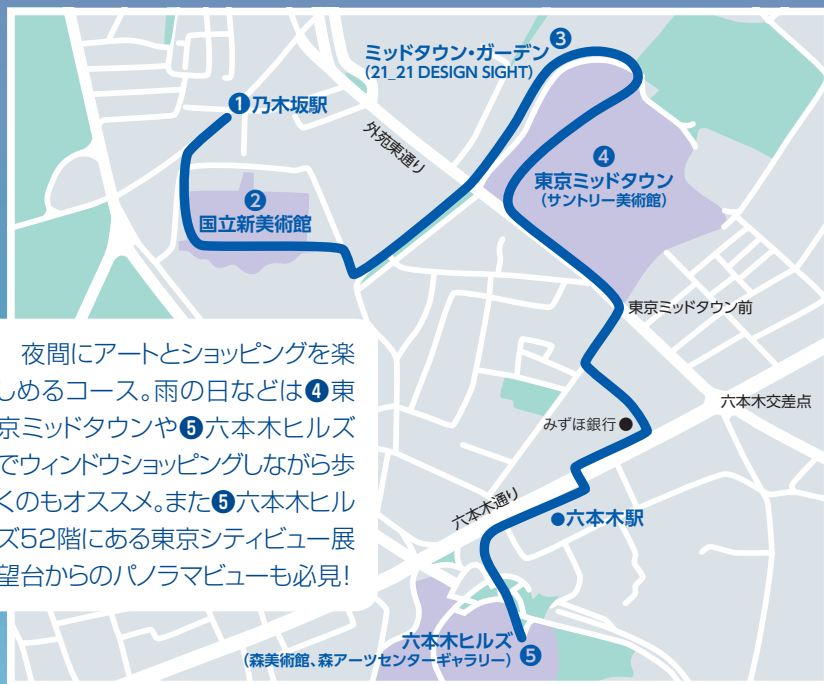 ❸
ミッドタウン・ガーデン
(21_21 DESIGN SIGHT)
❶乃木坂駅
外苑東通り
❹
東京ミッドタウン
(サントリー美術館)
❷
国立新美術館
東京ミッドタウン前
夜間にアートとショッピングを楽
しめるコース。雨の日などは❹東
京ミッドタウンや❺六本木ヒルズ
でウィンドウショッピングしながら歩
くのもオススメ。また❺六本木ヒル
ズ52階にある東京シティビュー展
望台からのパノラマビューも必見!
六本木交差点
みずほ銀行●
六本木通り
●六本木駅
六本木ヒルズ
(森美術館、森アーツセンターギャラリー)❺